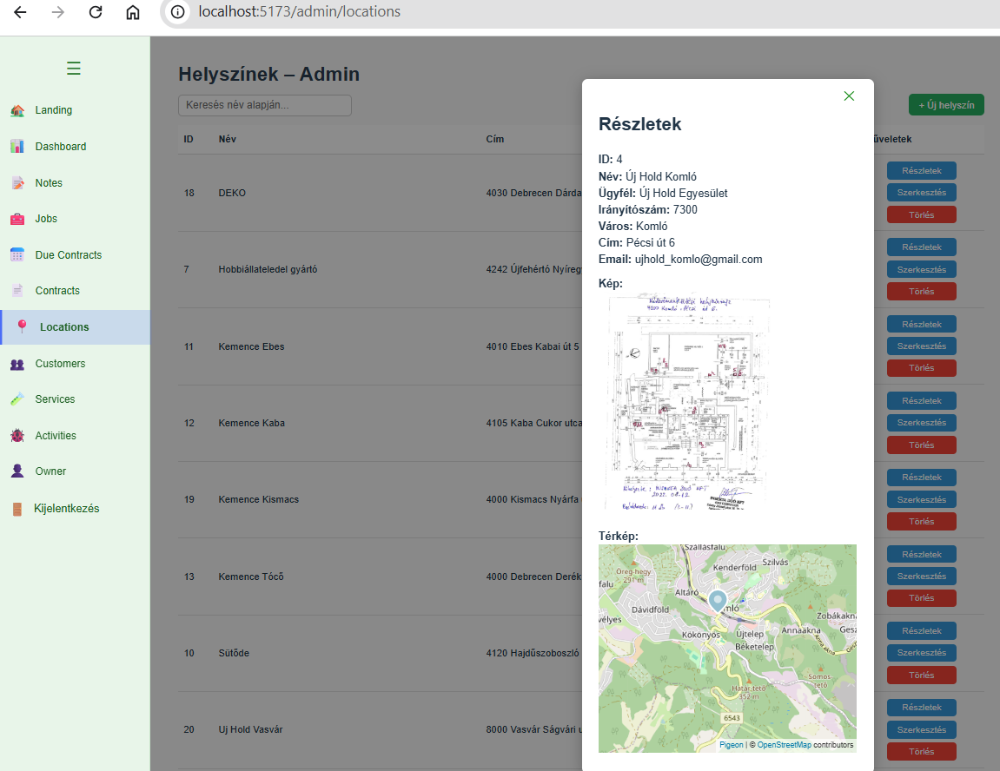 localhost:5173/admin/locations
Landing
Dashboard
Notes
Jobs
Due Contracts
Contracts
Locations
Customers
Services
Activities
Owner
Kijelentkezés
Helyszínek – Admin
Keresés név alapján...
+ Új helyszín
ID Név Cím űveletek
18 DEKO 4030 Debrecen Dárda
Részletek
Szerkesztés
Törlés
7 Hobbiállateledel gyártó 4242 Újfehértó Nyíregy
Részletek
Szerkesztés
Törlés
11 Kemence Ebes 4010 Ebes Kabai út 5
Részletek
Szerkesztés
Törlés
12 Kemence Kaba 4105 Kaba Cukor utca
Részletek
Szerkesztés
Törlés
19 Kemence Kismacs 4000 Kismacs Nyárfa
Részletek
Szerkesztés
Törlés
13 Kemence Tócō 4000 Debrecen Derék
Részletek
Szerkesztés
Törlés
10 Sütőde 4120 Hajdűszoboszló
Részletek
Szerkesztés
Törlés
20 Uj Hold Vasvár 8000 Vasvár Ságvári u
Részletek
Szerkesztés
Törlés
Részletek
ID: 4
Név: Új Hold Komló
Ügyfél: Új Hold Egyesület
Irányítószám: 7300
Város: Komló
Cím: Pécsi út 6
Email: ujhold_komlo@gmail.com
Kép:
Térkép:
Szállásfalu
Kenderföld
Szilvás
Öreg-hegy
291 m
falu
Altáró
Dávidföld
mló
vélyes
Zobákakna
Kökönyös
Újtelep
Annaakna
Gesz
Anna akna
Béketelep
Somos
tető
Határ-tető
352 m
6543
Pigeon | © OpenStreetMap contributors